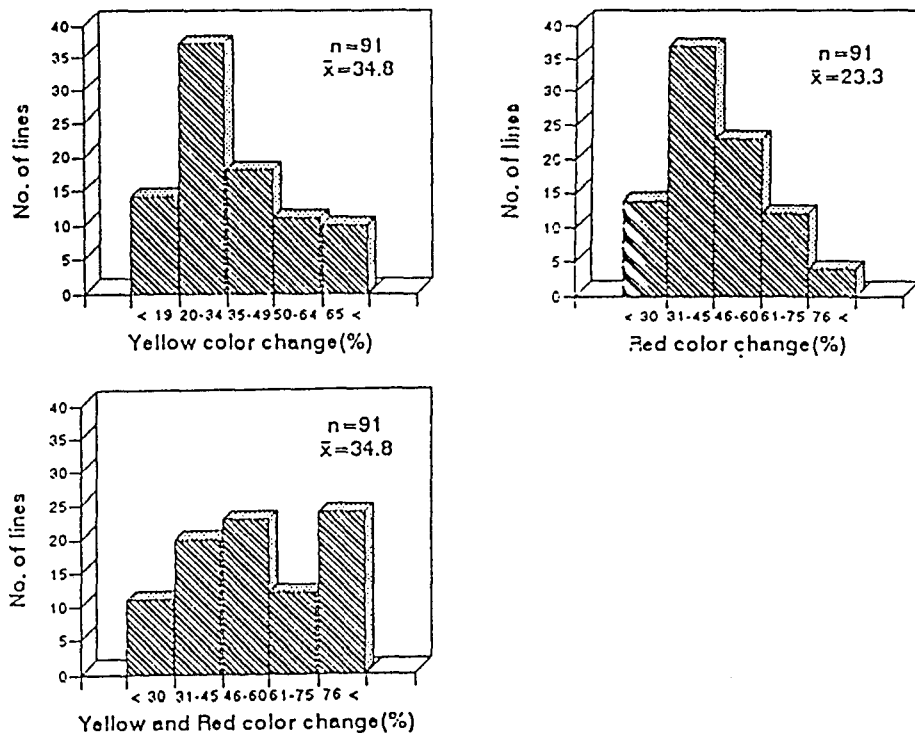 40
35
30
25
20
15
10
5
0
No. of lines
n=91
x̄=34.8
< 19 20-34 35-49 50-64 65 <
Yellow color change(%)
40
35
30
25
20
15
10
5
0
No. of lines
n=91
x̄=23.3
< 30 31-45 46-60 61-75 76 <
Red color change(%)
40
35
30
25
20
15
10
5
0
No. of lines
n=91
x̄=34.8
< 30 31-45 46-60 61-75 76 <
Yellow and Red color change(%)